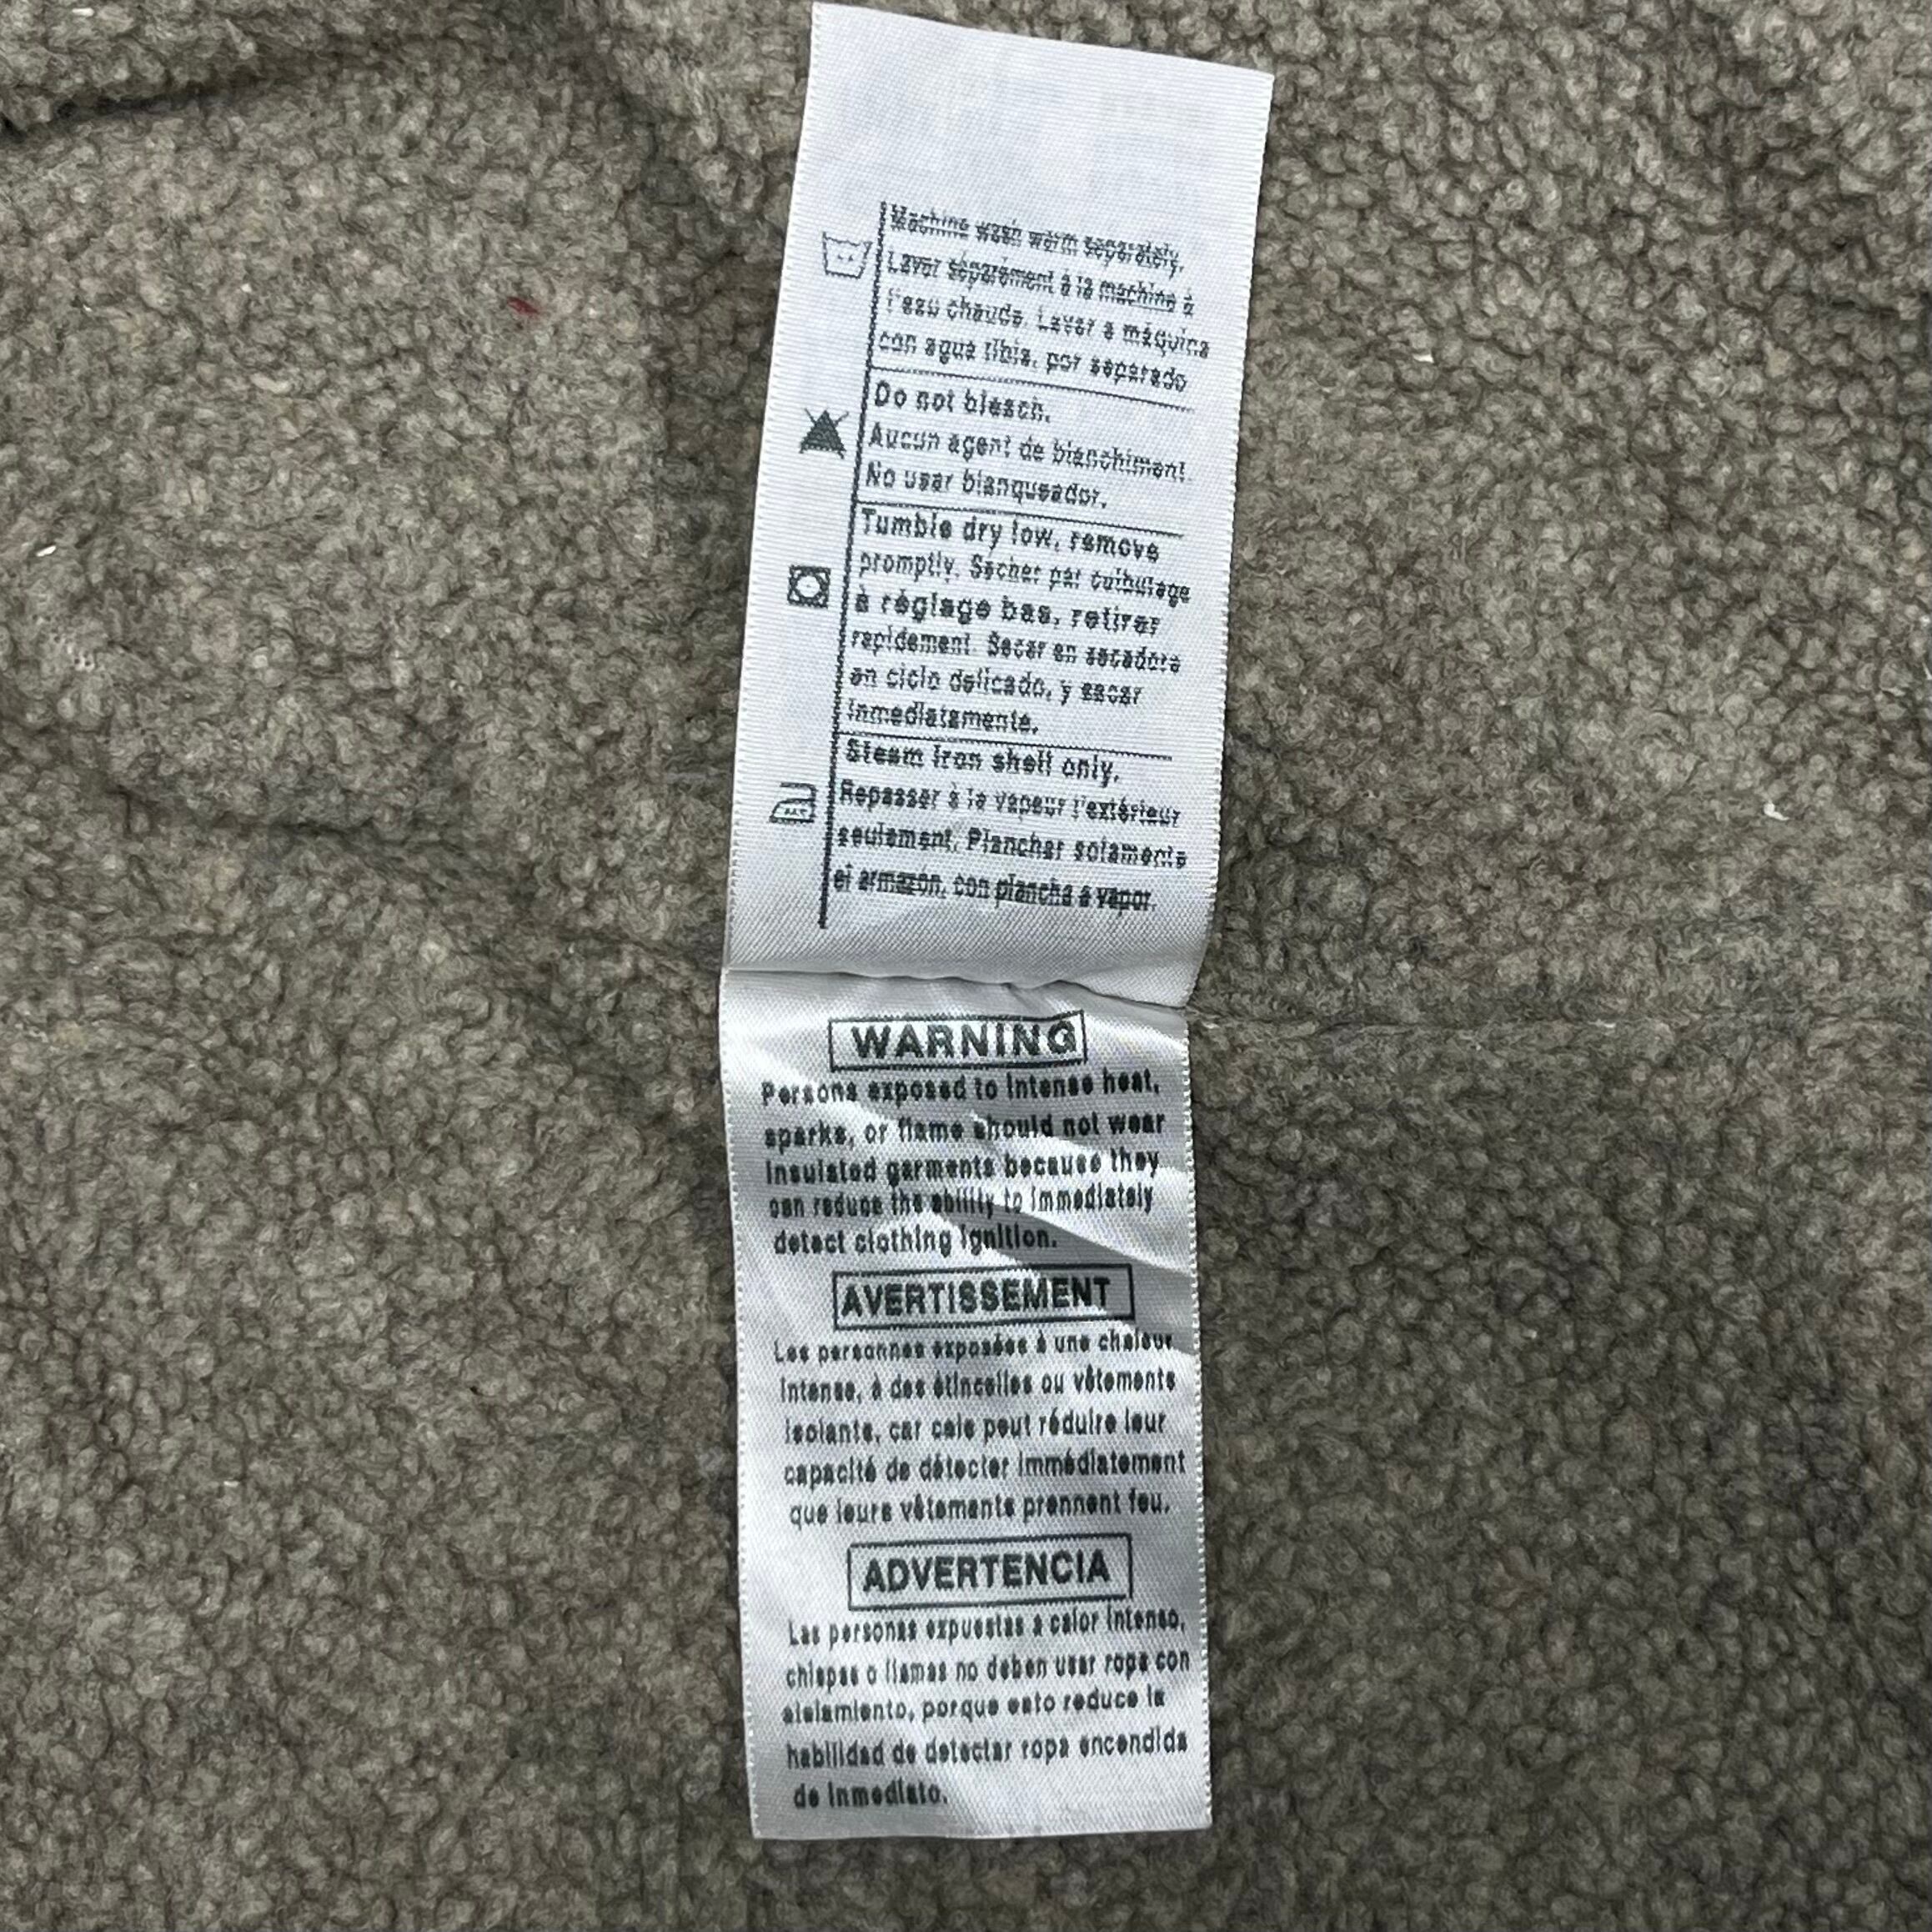 Machine wash warm separately.
Laver séparément à la machine à
l'eau chaude. Lavar a máquina
con agua tibia, por separado
Do not bleach.
Aucun agent de blanchiment.
No usar blanqueador.
Tumble dry low, remove
promptly. Sécher par culbutage
à réglage bas, retirer
rapidement. Secar en secadora
en ciclo delicado, y sacar
inmediatamente.
Steam iron shell only.
Repasser à la vapeur l'extérieur
seulement. Planchar solamente
el armazon, con plancha a vapor.
WARNING
Persons exposed to intense heat,
sparks, or flame should not wear
insulated garments because they
can reduce the ability to immediately
detect clothing ignition.
AVERTISSEMENT
Les personnes exposées à une chaleur
intense, à des étincelles ou vêtements
isolants, car cela peut réduire leur
capacité de détecter immédiatement
que leurs vêtements prennent feu.
ADVERTENCIA
Las personas expuestas a calor intenso,
chispas o llamas no deben usar ropa con
aislamiento, porque esto reduce la
habilidad de detectar ropa encendida
de inmediato.